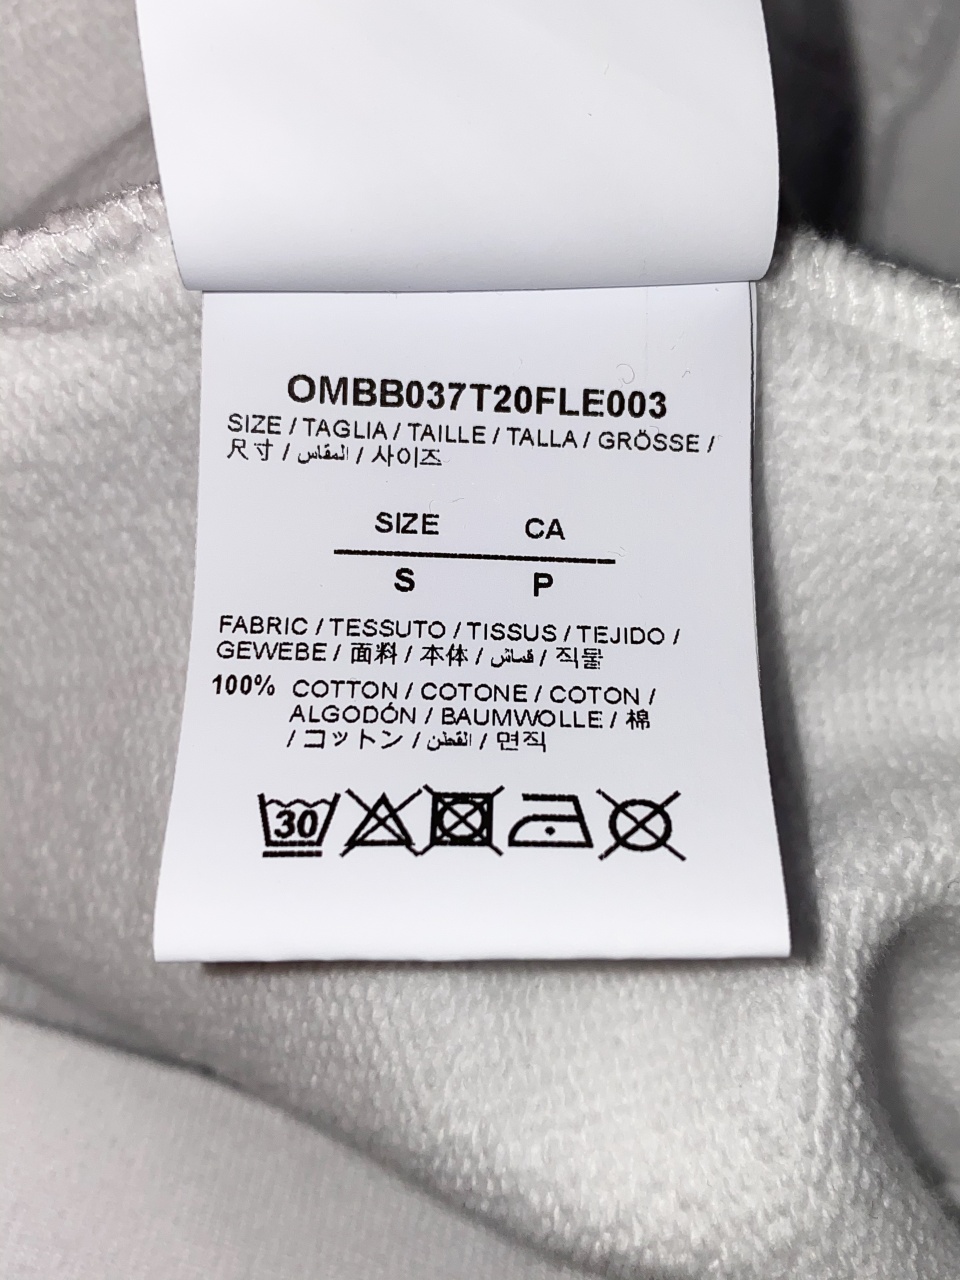 OMBB037T20FLE003
SIZE / TAGLIA / TAILLE / TALLA / GRÖSSE /
尺寸 / المقاس / 사이즈
SIZE CA
S P
FABRIC / TESSUTO / TISSUS / TEJIDO /
GEWEBE / 面料 / 本体 / قماش / 직물
100% COTTON / COTONE / COTON /
ALGODÓN / BAUMWOLLE / 棉
/ コットン / القطن / 면직
30